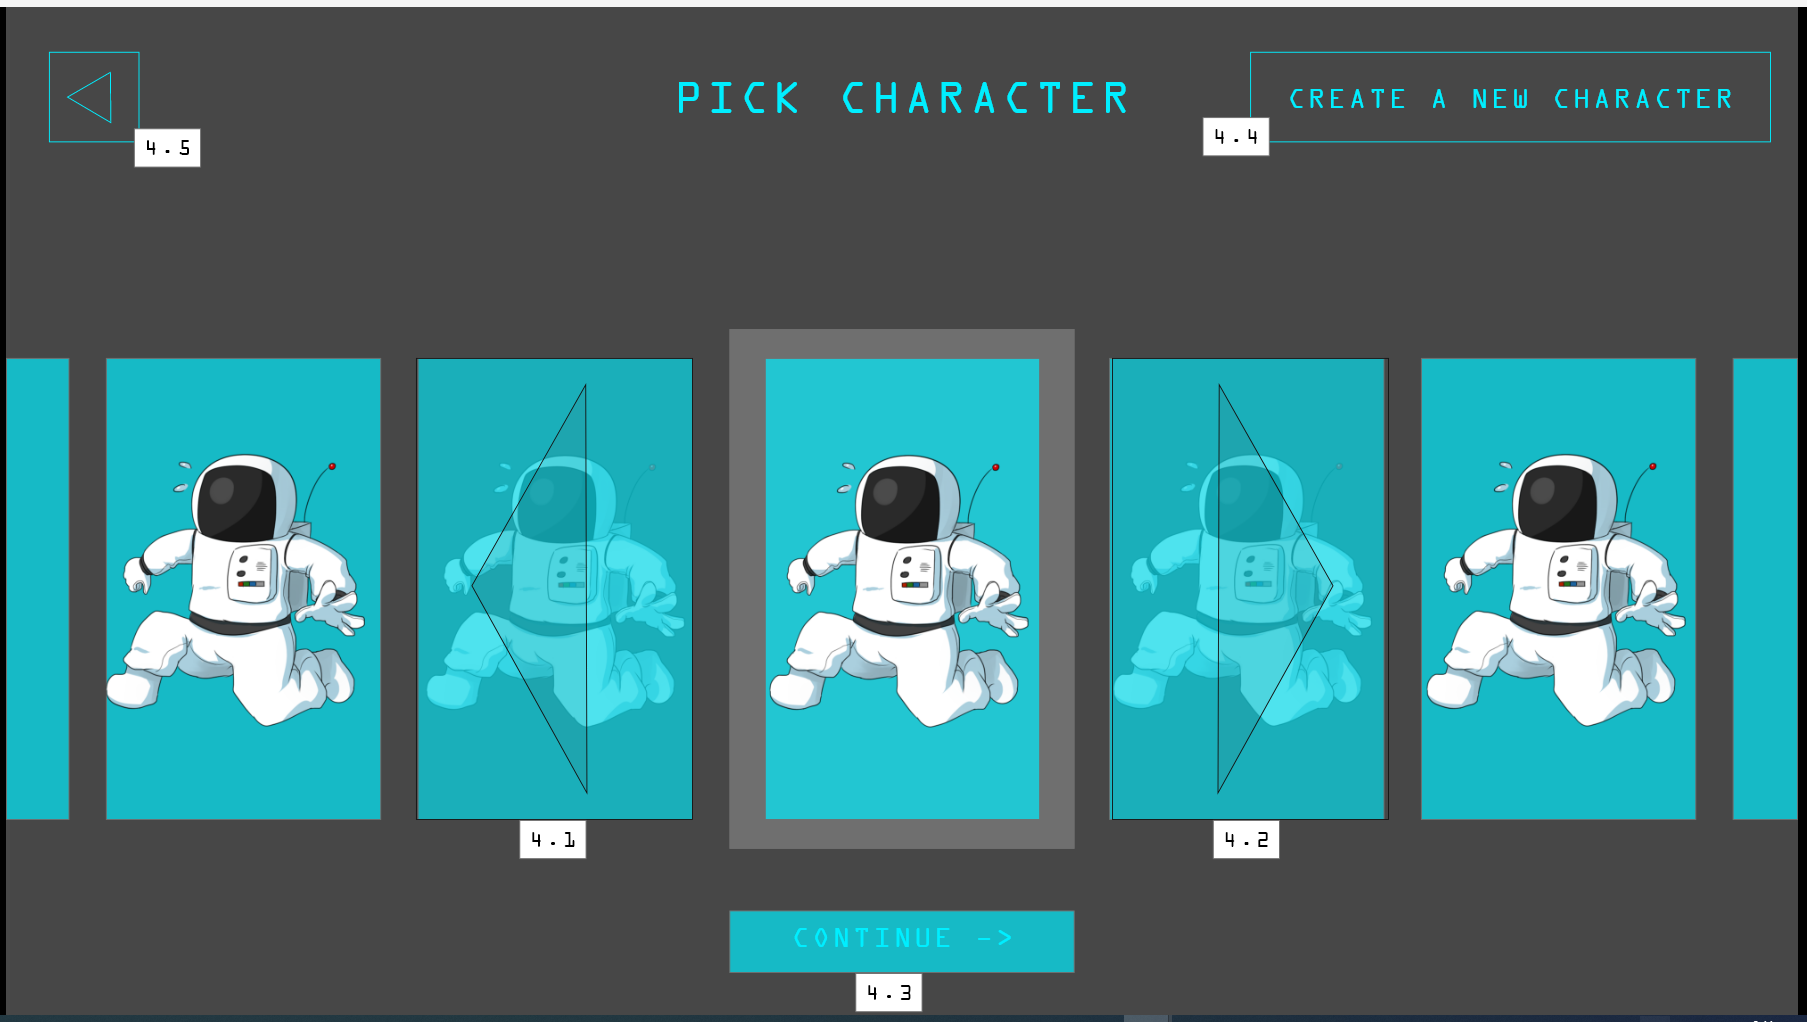 PICK CHARACTER
CREATE A NEW CHARACTER
4.5
4.4
4.1
4.2
CONTINUE ->
4.3